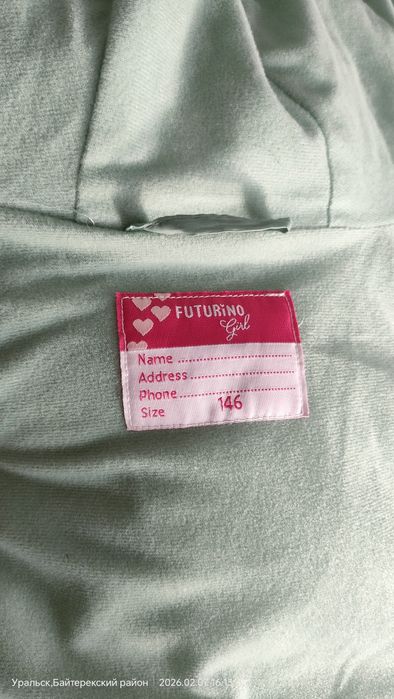 FUTURiNO
Girl
Name
Address
Phone
Size 146
Уральск,Байтерекский район